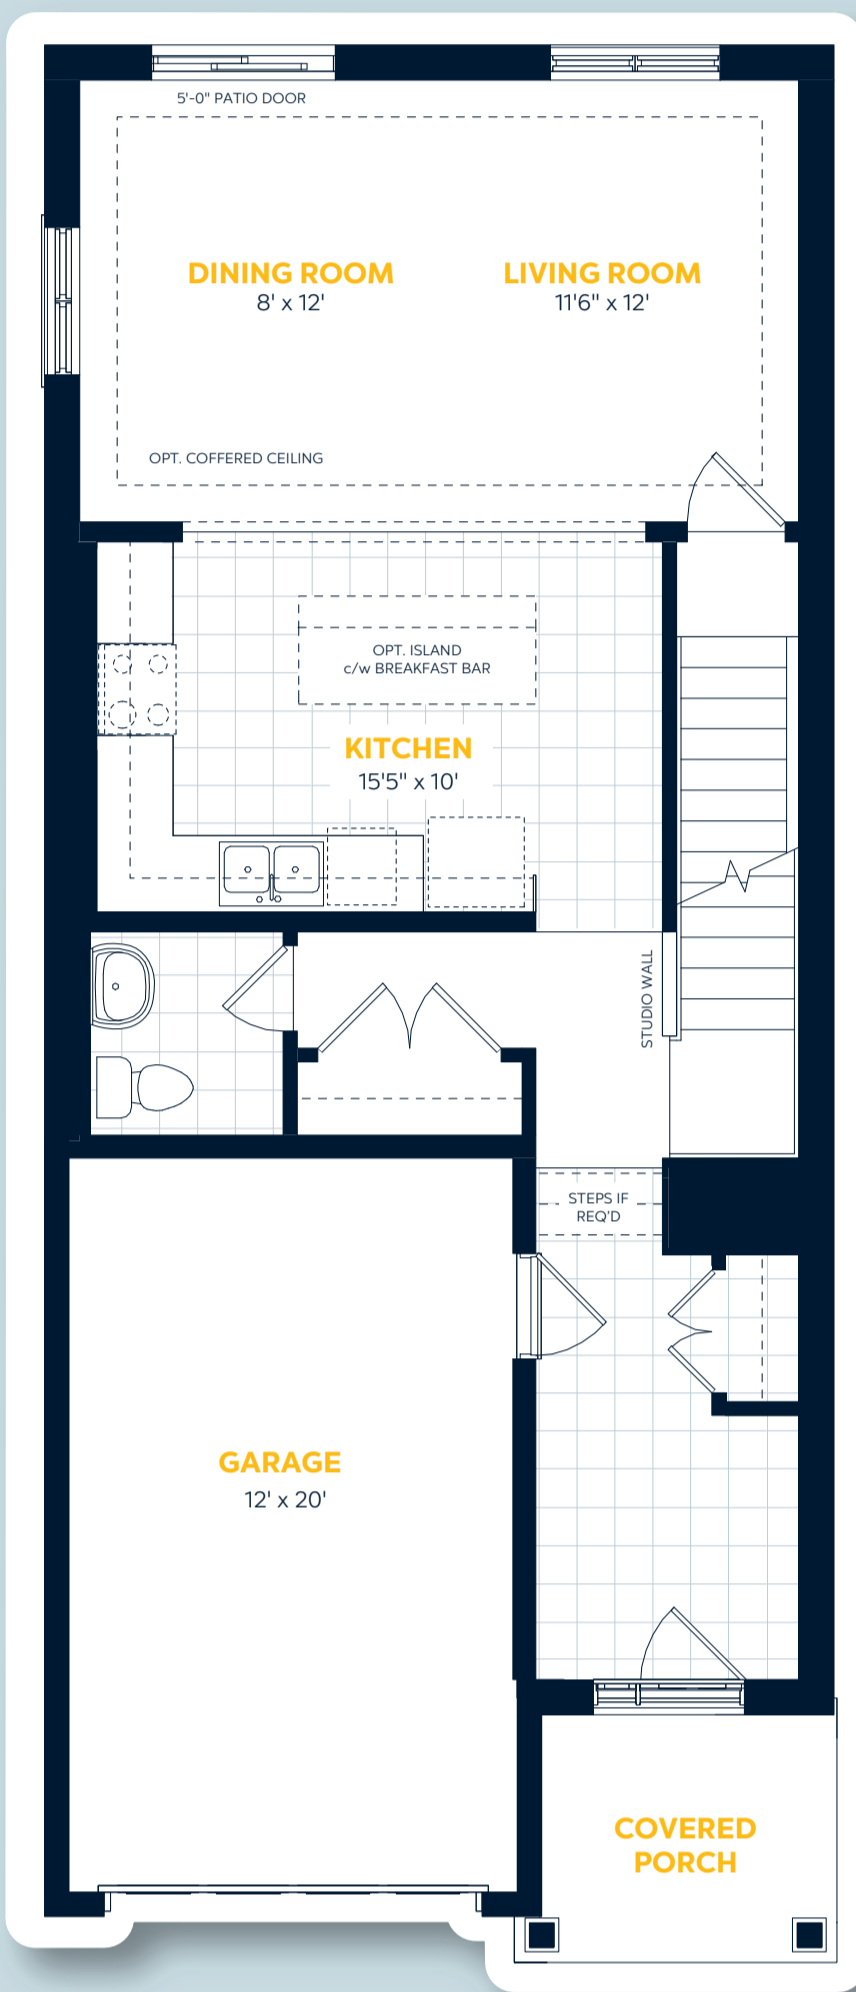 5'-0" PATIO DOOR
DINING ROOM
8' x 12'
LIVING ROOM
11'6" x 12'
OPT. COFFERED CEILING
OPT. ISLAND
c/w BREAKFAST BAR
KITCHEN
15'5" x 10'
STUDIO WALL
STEPS IF
REQ'D
GARAGE
12' x 20'
COVERED
PORCH